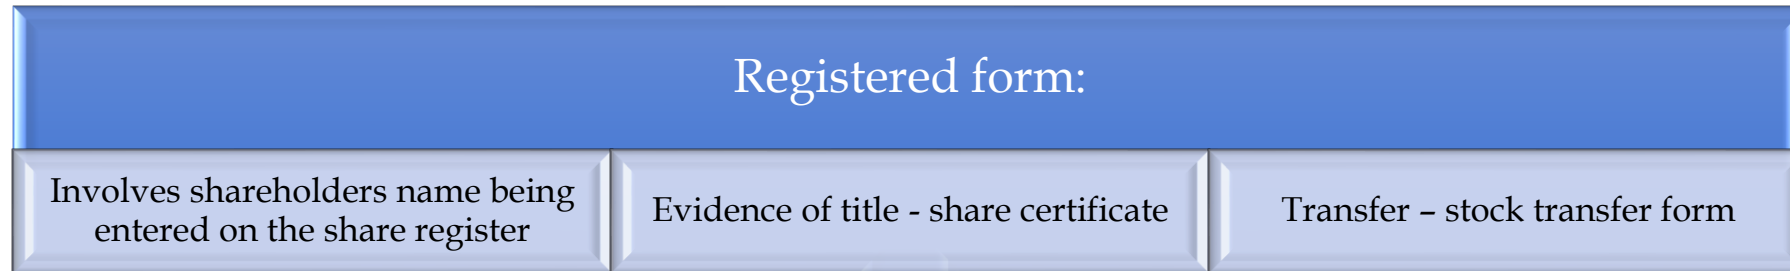 Registered form:
Involves shareholders name being
entered on the share register
Evidence of title - share certificate
Transfer – stock transfer form